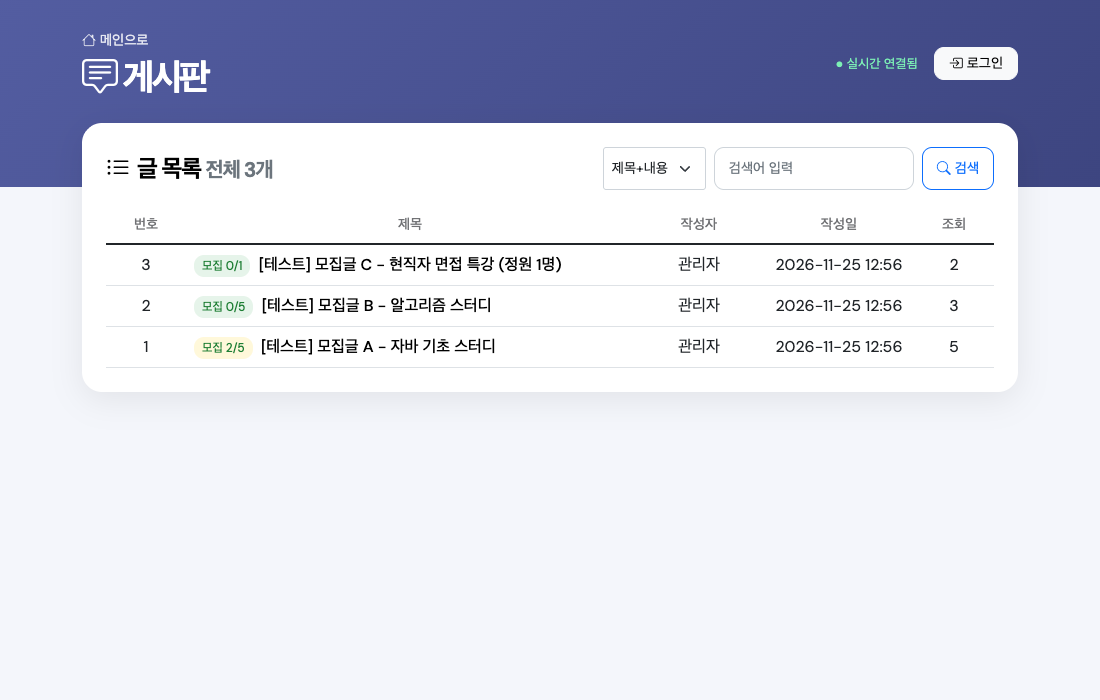 메인으로
게시판
● 실시간 연결됨
로그인
글 목록 전체 3개
제목+내용
검색어 입력
검색
번호 제목 작성자 작성일 조회
3 모집 0/1 [테스트] 모집글 C - 현직자 면접 특강 (정원 1명) 관리자 2026-11-25 12:56 2
2 모집 0/5 [테스트] 모집글 B - 알고리즘 스터디 관리자 2026-11-25 12:56 3
1 모집 2/5 [테스트] 모집글 A - 자바 기초 스터디 관리자 2026-11-25 12:56 5